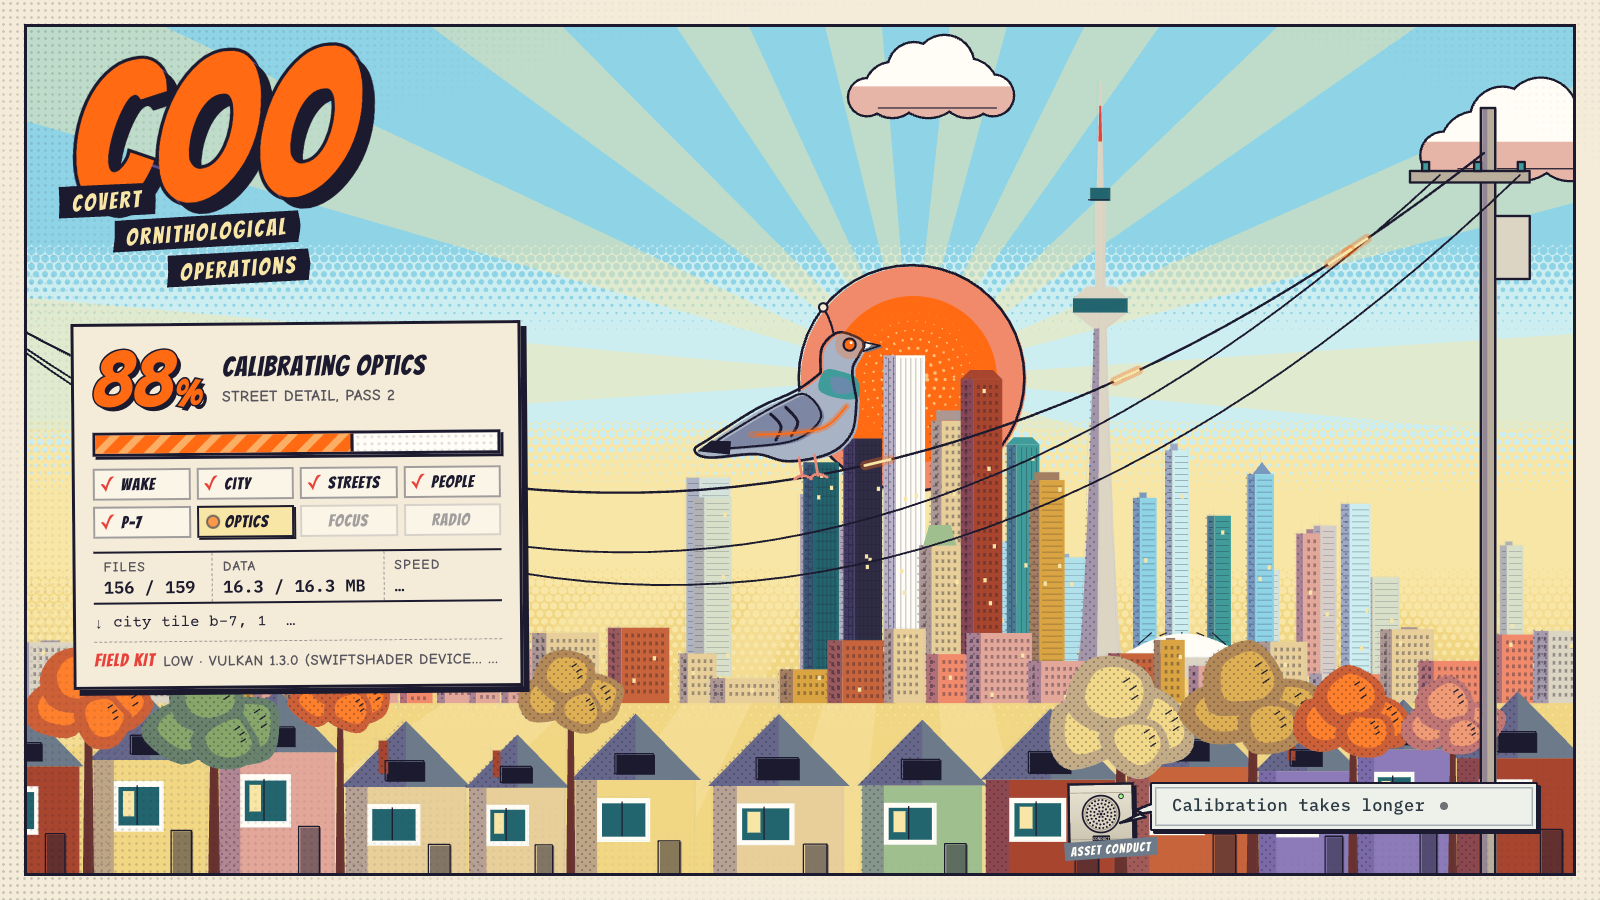 COO
COVERT
ORNITHOLOGICAL
OPERATIONS
88%
CALIBRATING OPTICS
STREET DETAIL, PASS 2
✓ WAKE ✓ CITY ✓ STREETS ✓ PEOPLE
✓ P-7 OPTICS FOCUS RADIO
FILES DATA SPEED
156 / 159 16.3 / 16.3 MB …
↓ city tile b-7, 1 …
FIELD KIT LOW · VULKAN 1.3.0 (SWIFTSHADER DEVICE... …
Calibration takes longer
ASSET CONDUCT